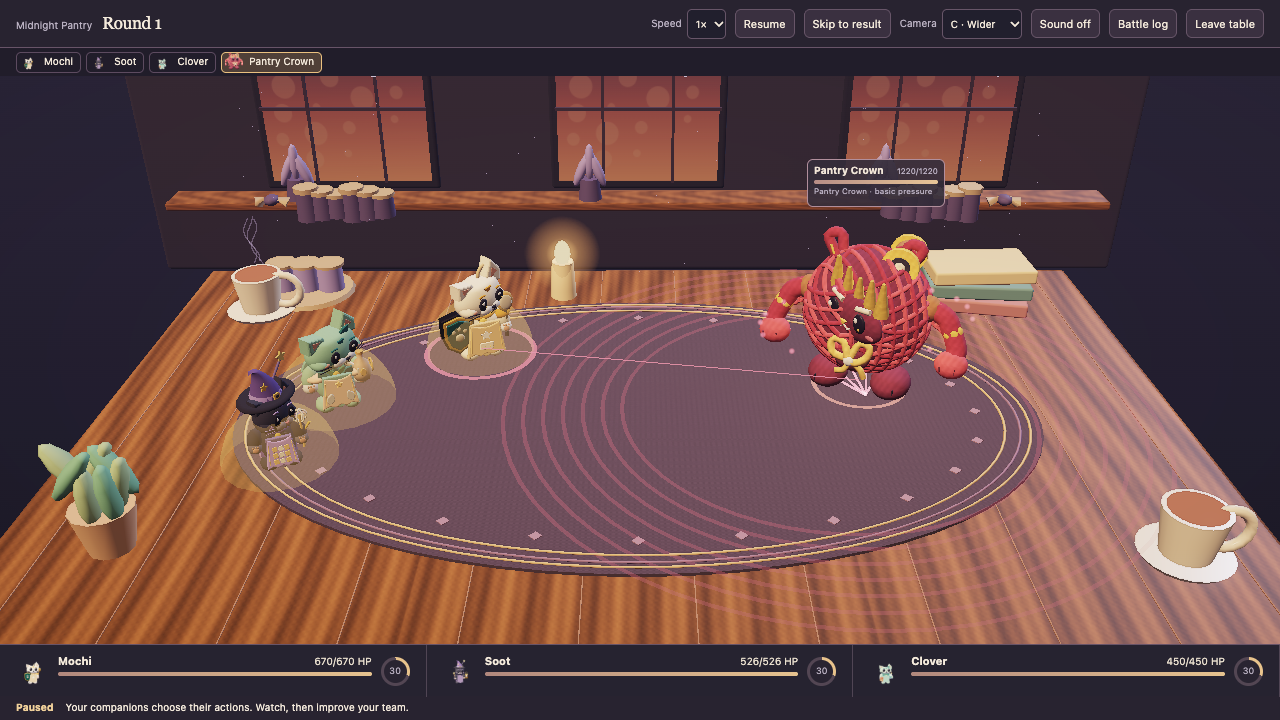 Midnight Pantry Round 1 Speed 1x Resume Skip to result Camera C · Wider Sound off Battle log Leave table
Mochi Soot Clover Pantry Crown
Pantry Crown 1220/1220
Pantry Crown · basic pressure
Mochi 670/670 HP 30 Soot 526/526 HP 30 Clover 450/450 HP 30
Paused Your companions choose their actions. Watch, then improve your team.